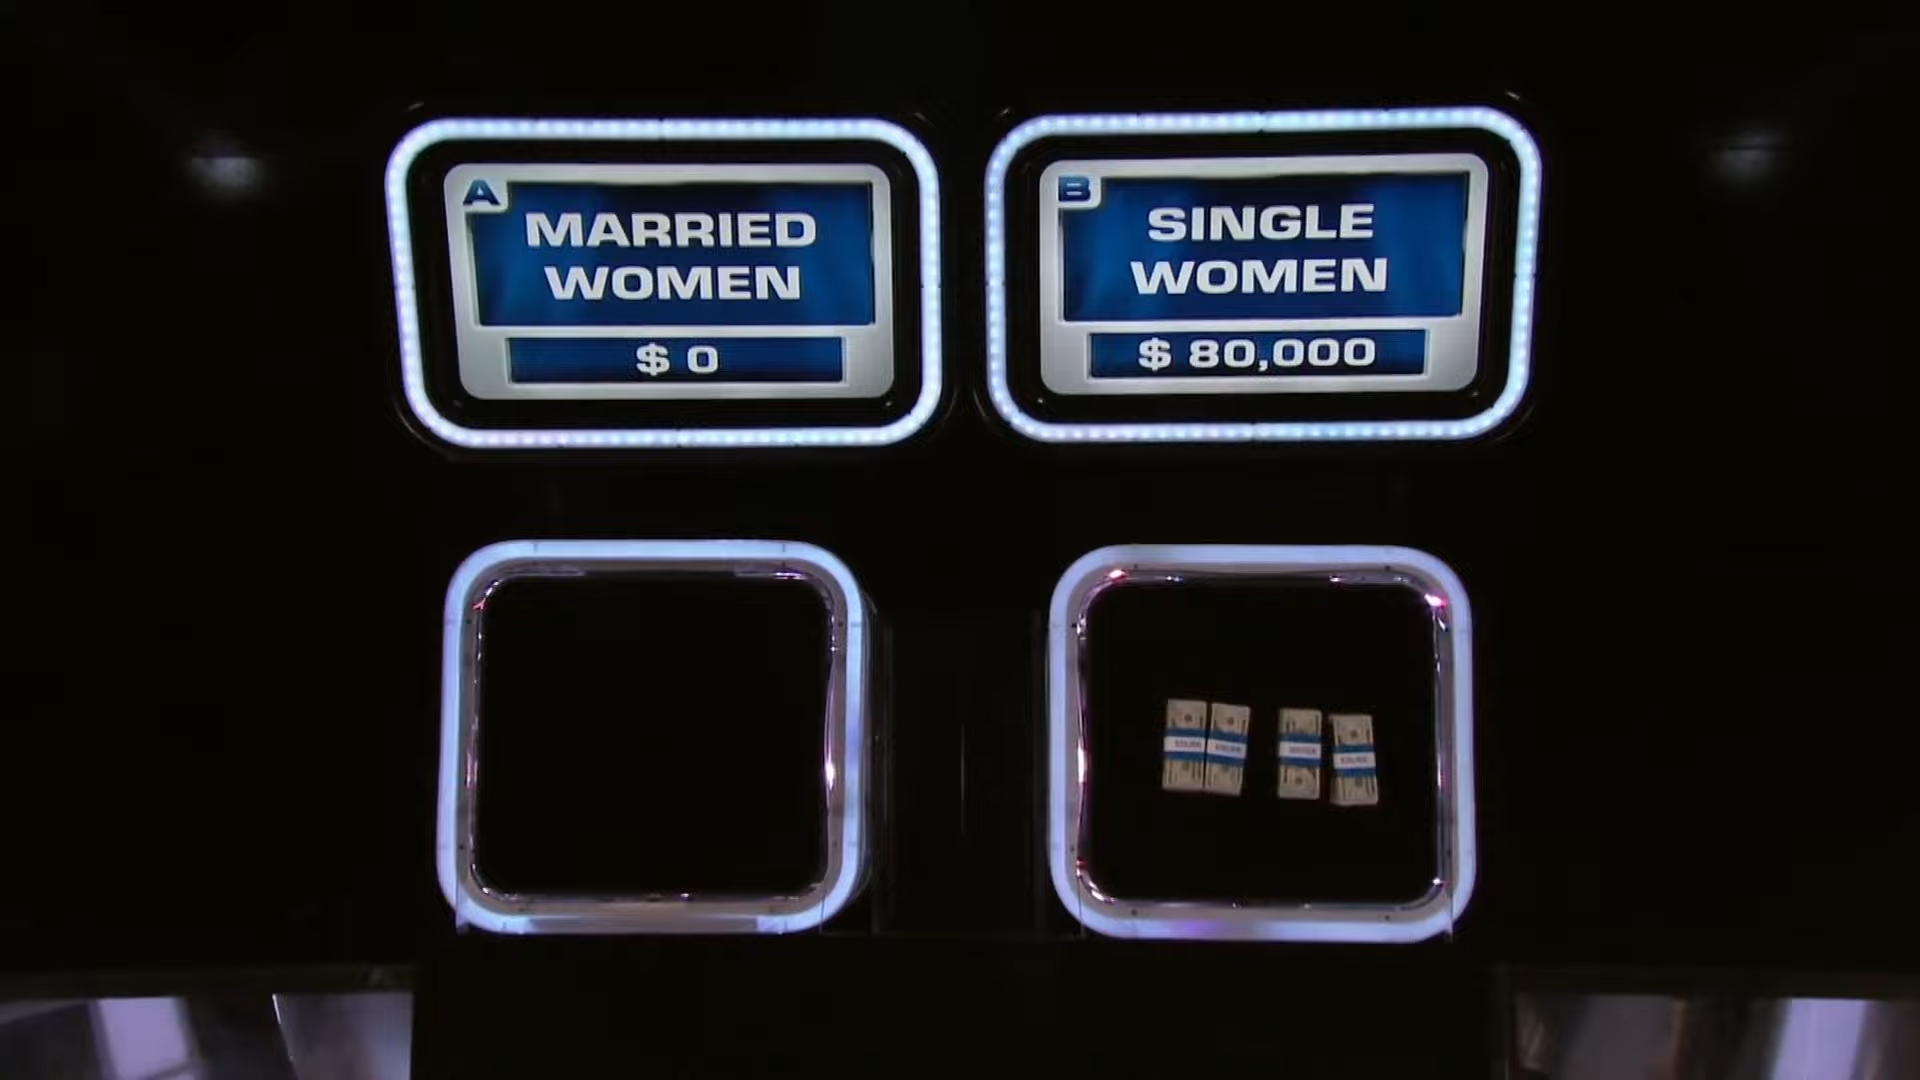 A
MARRIED
WOMEN
$ 0
B
SINGLE
WOMEN
$ 80,000